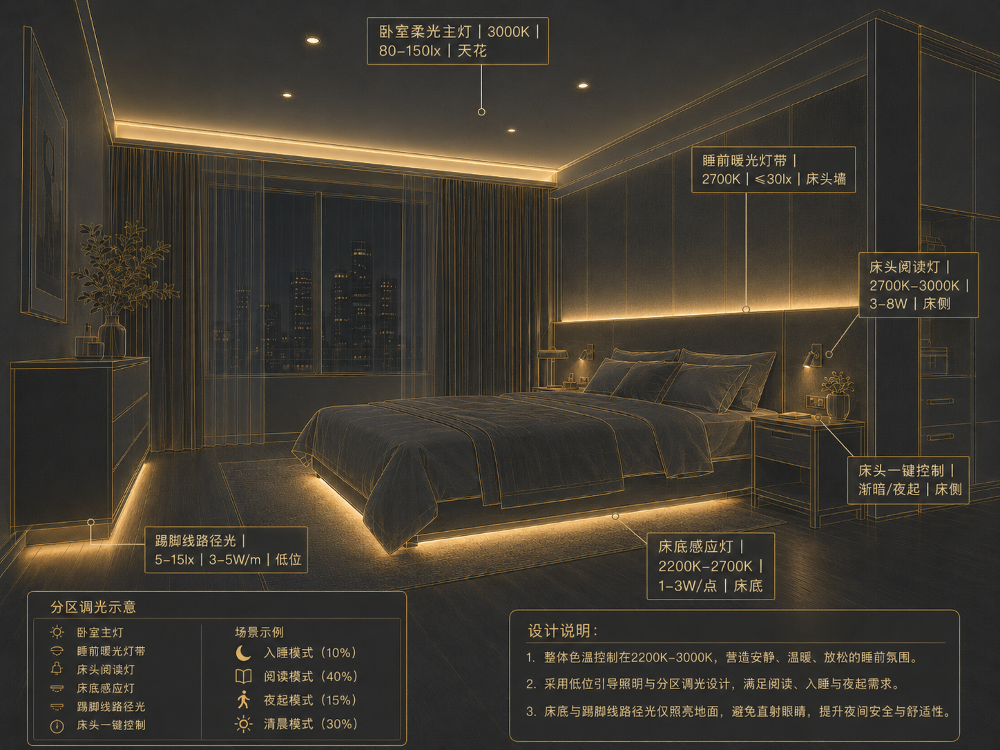 卧室柔光主灯 | 3000K |
80–150lx | 天花
睡前暖光灯带 |
2700K | ≤30lx | 床头墙
床头阅读灯 |
2700K–3000K |
3–8W | 床侧
床头一键控制 |
渐暗/夜起 | 床侧
踢脚线路径光 |
5–15lx | 3–5W/m | 低位
床底感应灯 |
2200K–2700K |
1–3W/点 | 床底
分区调光示意
卧室主灯
睡前暖光灯带
床头阅读灯
床底感应灯
踢脚线路径光
床头一键控制
场景示例
入睡模式（10%）
阅读模式（40%）
夜起模式（15%）
清晨模式（30%）
设计说明：
1. 整体色温控制在2200K–3000K，营造安静、温暖、放松的睡前氛围。
2. 采用低位引导照明与分区调光设计，满足阅读、入睡与夜起需求。
3. 床底与踢脚线路径光仅照亮地面，避免直射眼睛，提升夜间安全与舒适性。